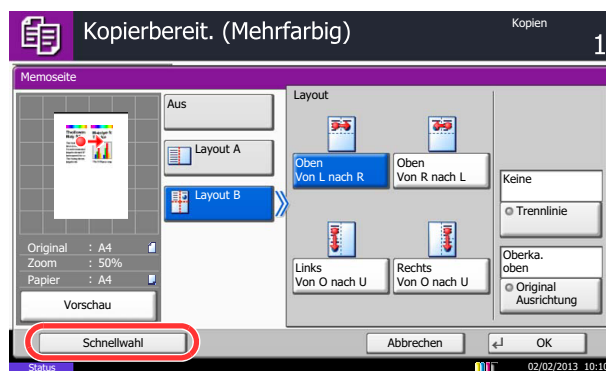 Kopierbereit. (Mehrfarbig)
Kopien
1
Memoseite
Aus
Layout A
Layout B
Layout
Oben
Von L nach R
Oben
Von R nach L
Links
Von O nach U
Rechts
Von O nach U
Keine
Trennlinie
Oberka.
oben
Original
Ausrichtung
Original : A4
Zoom : 50%
Papier : A4
Vorschau
Schnellwahl
Abbrechen
OK
Status
02/02/2013 10:10